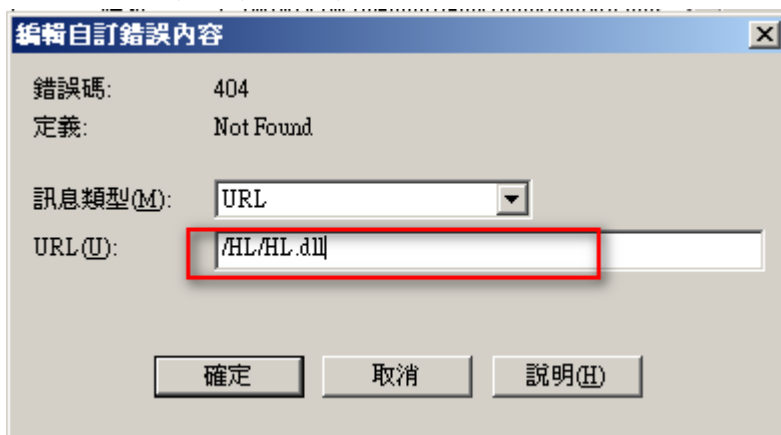 編輯自訂錯誤內容
錯誤碼: 404
定義: Not Found
訊息類型(M): URL
URL(U): /HL/HL.dll
確定 取消 説明(H)